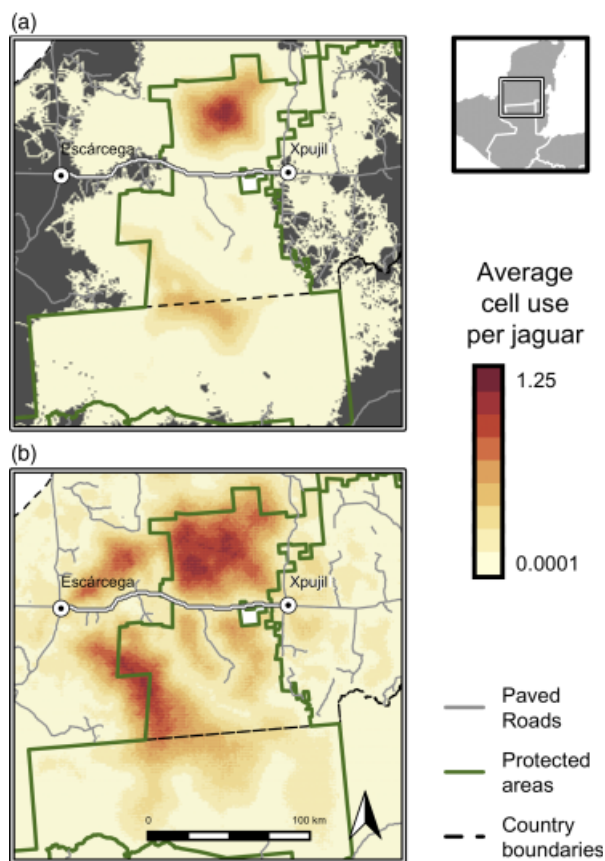 (a)
Escárcega
Xpujil
Average
cell use
per jaguar
1.25
0.0001
(b)
Escárcega
Xpujil
0
100 km
Paved
Roads
Protected
areas
Country
boundaries